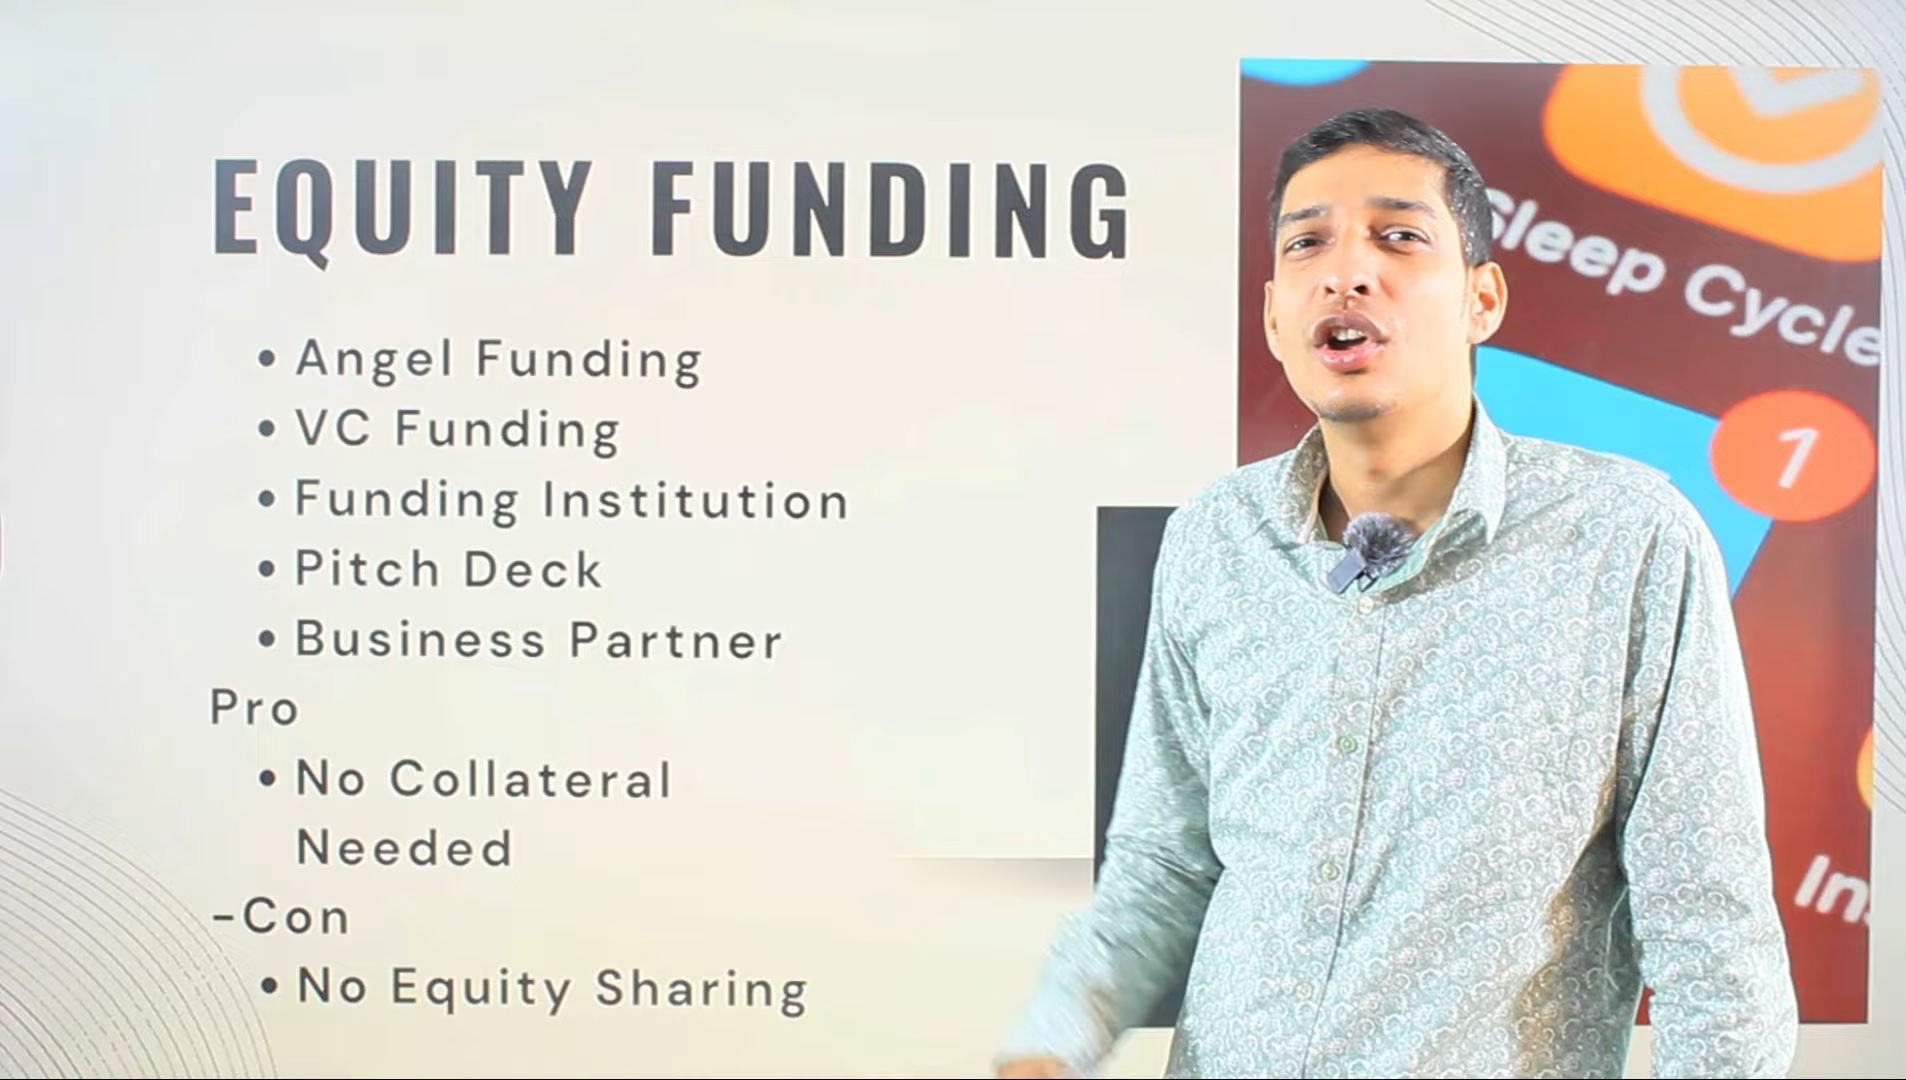 EQUITY FUNDING
• Angel Funding
• VC Funding
• Funding Institution
• Pitch Deck
• Business Partner
Pro
• No Collateral
Needed
-Con
• No Equity Sharing
Sleep Cycle
1